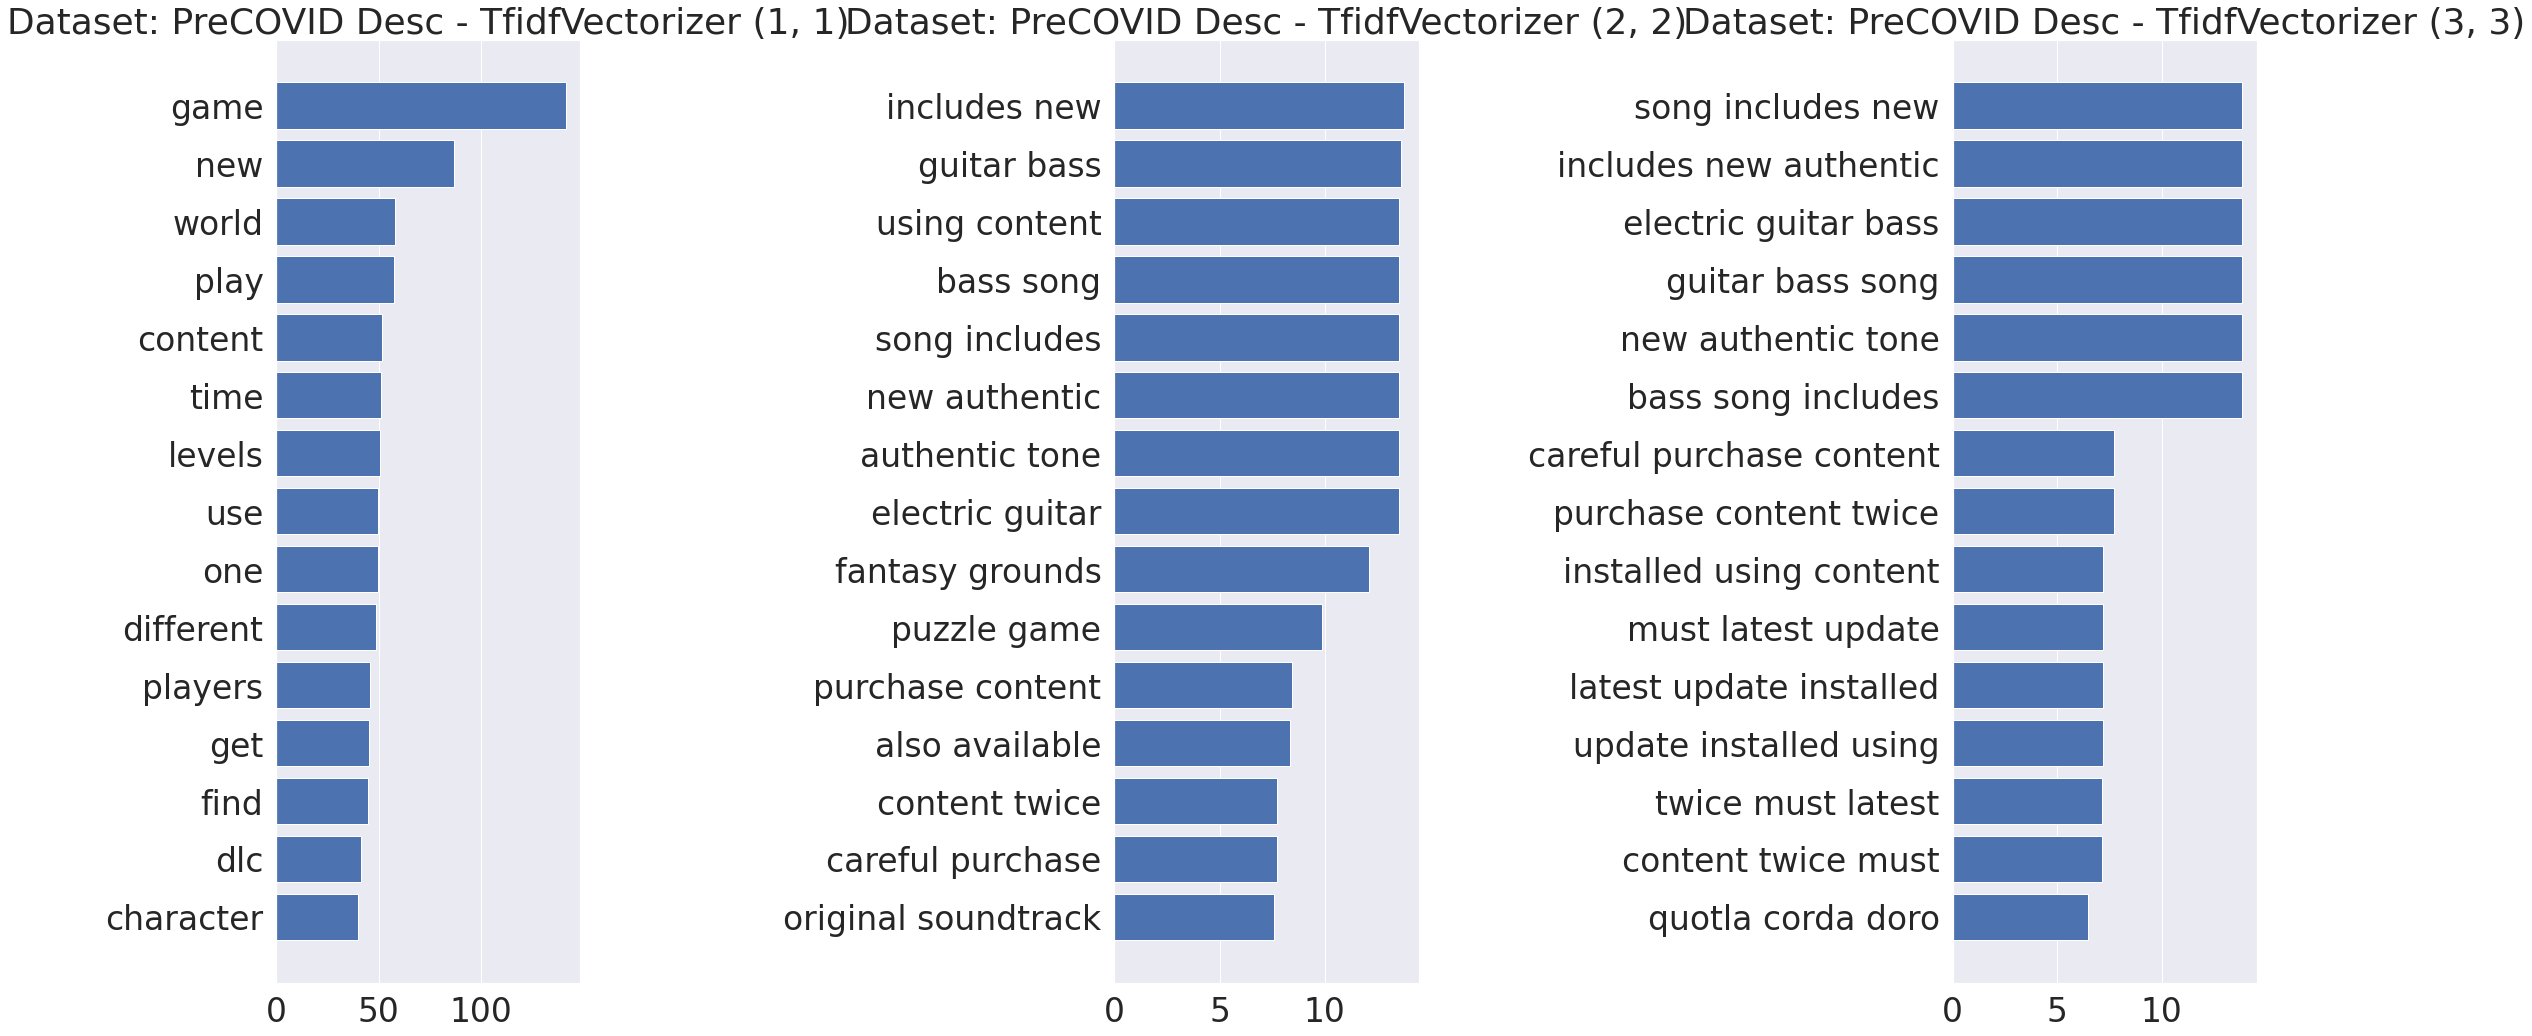 Dataset: PreCOVID Desc - TfidfVectorizer (1, 1)
game
new
world
play
content
time
levels
use
one
different
players
get
find
dlc
character
0 50 100
Dataset: PreCOVID Desc - TfidfVectorizer (2, 2)
includes new
guitar bass
using content
bass song
song includes
new authentic
authentic tone
electric guitar
fantasy grounds
puzzle game
purchase content
also available
content twice
careful purchase
original soundtrack
0 5 10
Dataset: PreCOVID Desc - TfidfVectorizer (3, 3)
song includes new
includes new authentic
electric guitar bass
guitar bass song
new authentic tone
bass song includes
careful purchase content
purchase content twice
installed using content
must latest update
latest update installed
update installed using
twice must latest
content twice must
quotla corda doro
0 5 10